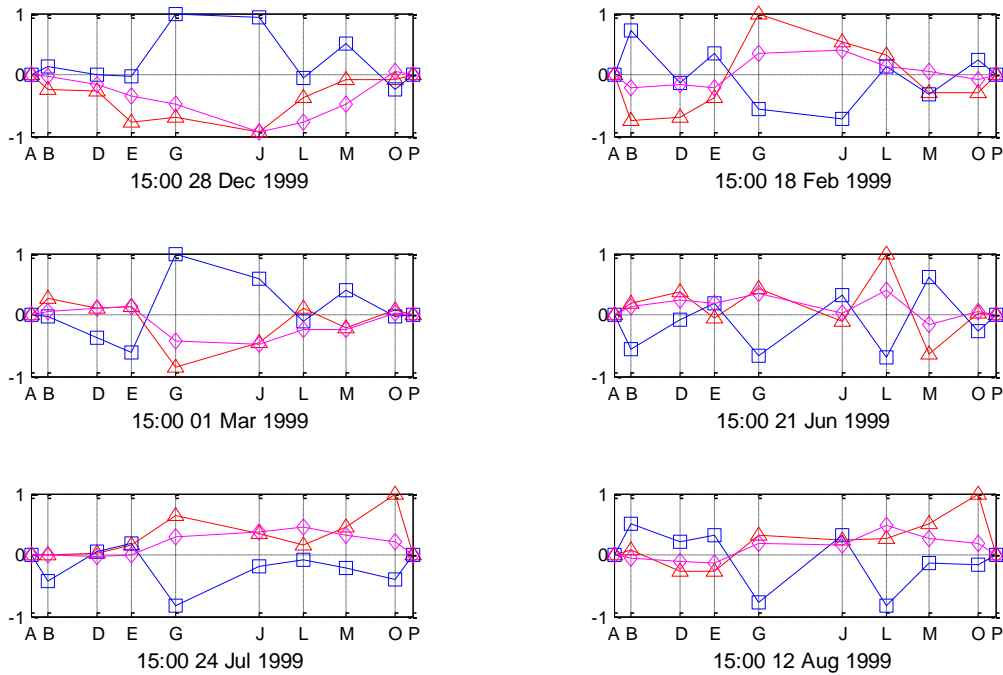 1
0
-1
A B D E G J L M O P
15:00 28 Dec 1999
1
0
-1
A B D E G J L M O P
15:00 18 Feb 1999
1
0
-1
A B D E G J L M O P
15:00 01 Mar 1999
1
0
-1
A B D E G J L M O P
15:00 21 Jun 1999
1
0
-1
A B D E G J L M O P
15:00 24 Jul 1999
1
0
-1
A B D E G J L M O P
15:00 12 Aug 1999